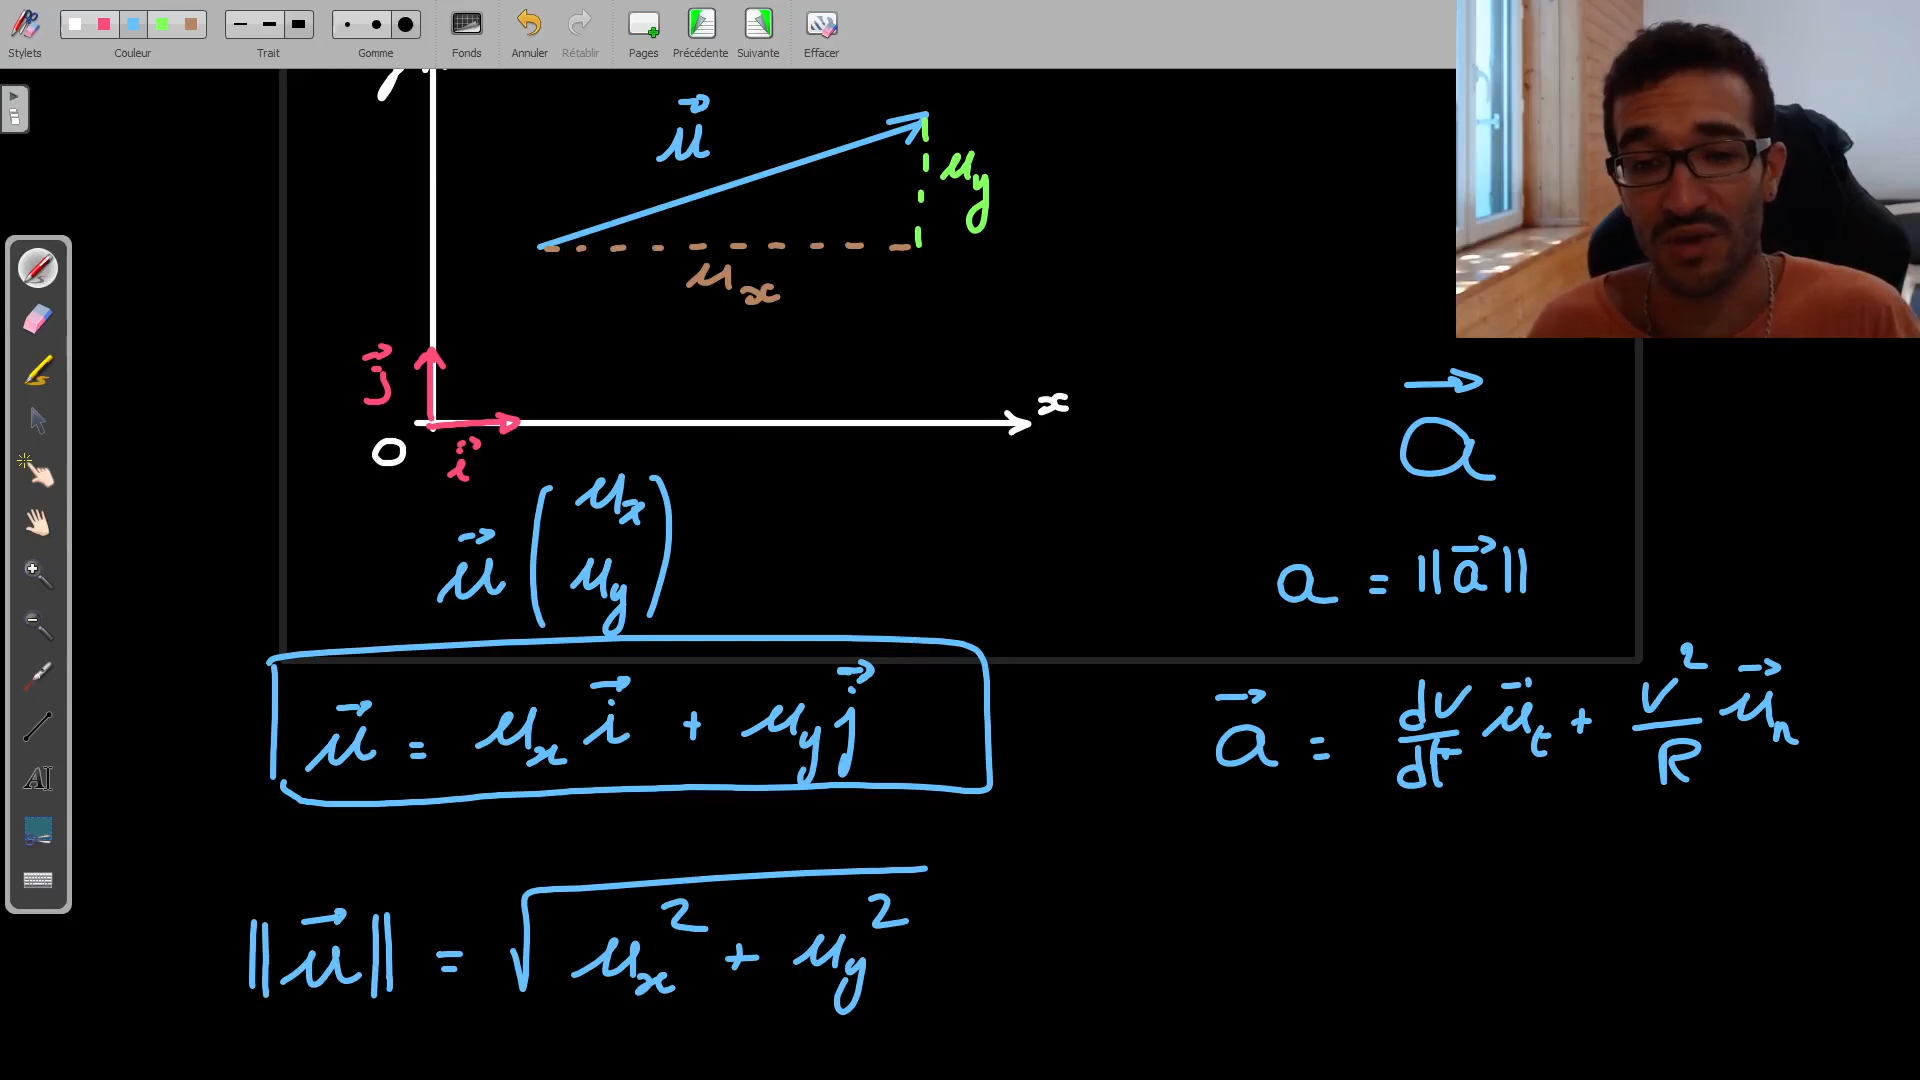 Stylets Couleur Trait Gomme Fonds Annuler Rétablir Pages Précédente Suivante Effacer
y
u⃗
u_y
u_x
j⃗
x
O
i⃗
u⃗ (u_x
u_y)
u⃗ = u_x i⃗ + u_y j⃗
||u⃗|| = √(u_x² + u_y²)
a⃗
a = ||a⃗||
a⃗ = dv/dt u⃗_t + v²/R u⃗_n
AI